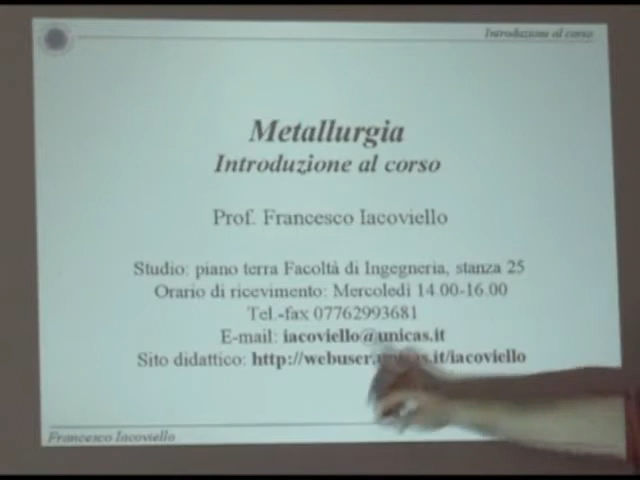 Introduzione al corso
Metallurgia
Introduzione al corso
Prof. Francesco Iacoviello
Studio: piano terra Facoltà di Ingegneria, stanza 25
Orario di ricevimento: Mercoledì 14.00-16.00
Tel.-fax 07762993681
E-mail: iacoviello@unicas.it
Sito didattico: http://webuser.unicas.it/iacoviello
Francesco Iacoviello